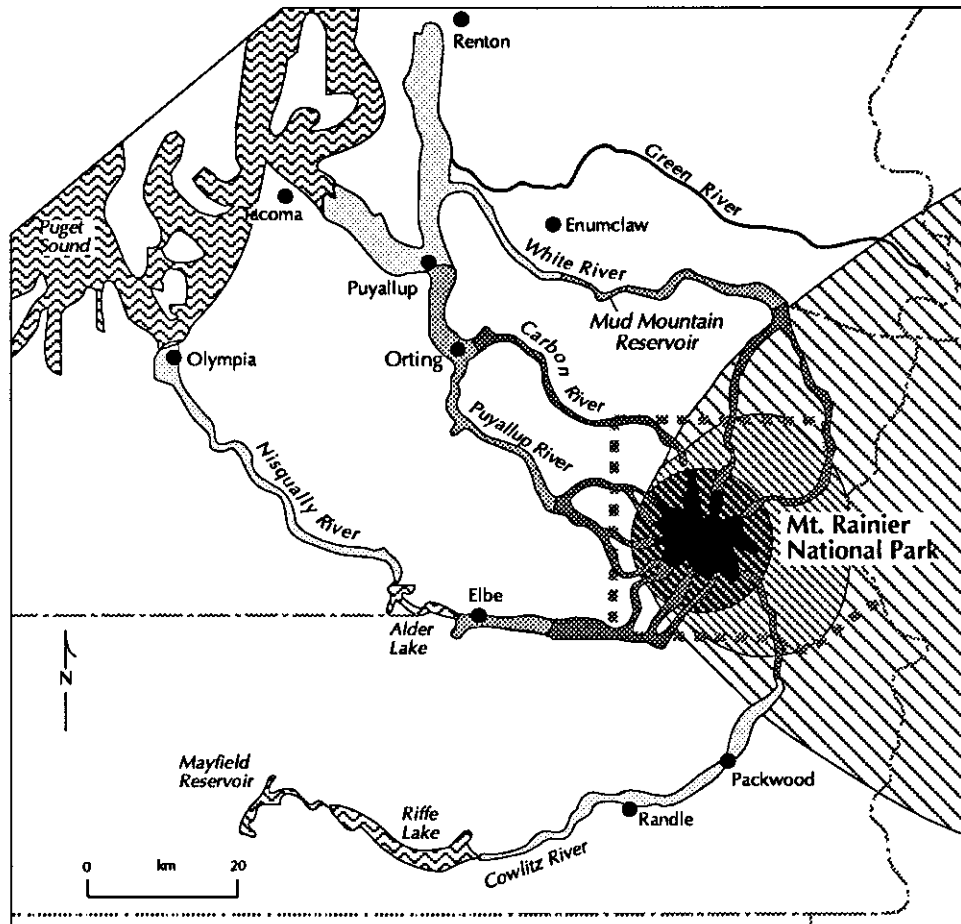 Renton
Green River
Tacoma
Enumclaw
Puget
Sound
White River
Puyallup
Mud Mountain
Reservoir
Carbon
River
Olympia
Orting
Puyallup River
Nisqually River
Mt. Rainier
National Park
Elbe
Alder
Lake
N
Mayfield
Reservoir
Packwood
Riffe
Lake
Randle
Cowlitz River
0 km 20